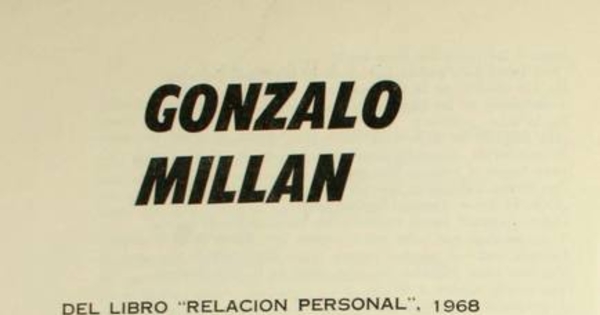 GONZALO
MILLAN
DEL LIBRO "RELACION PERSONAL", 1968